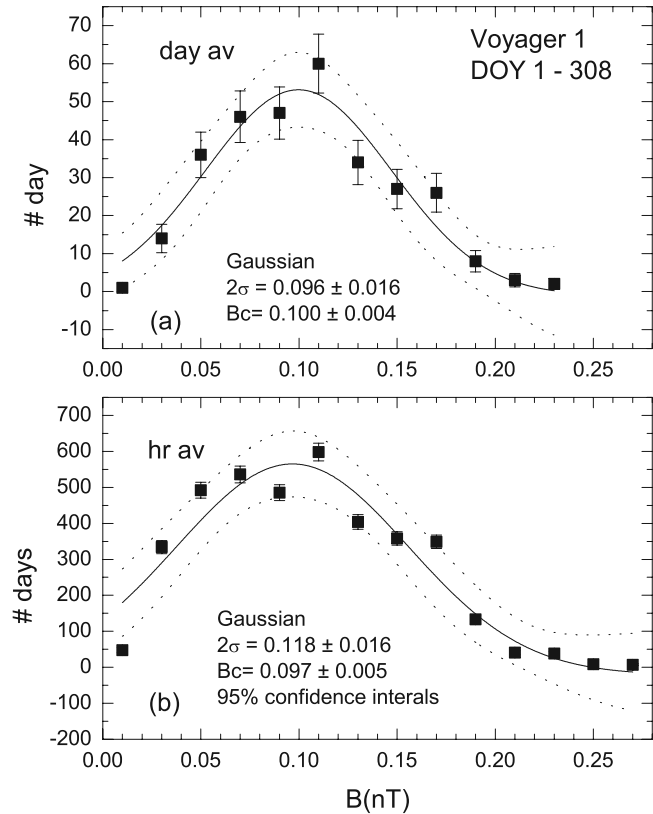 70
60
50
40
30
20
10
0
-10
# day
day av
Voyager 1
DOY 1 - 308
Gaussian
2σ = 0.096 ± 0.016
Bc= 0.100 ± 0.004
(a)
0.00 0.05 0.10 0.15 0.20 0.25
700
600
500
400
300
200
100
0
-100
-200
# days
hr av
Gaussian
2σ = 0.118 ± 0.016
Bc= 0.097 ± 0.005
95% confidence interals
(b)
0.00 0.05 0.10 0.15 0.20 0.25
B(nT)